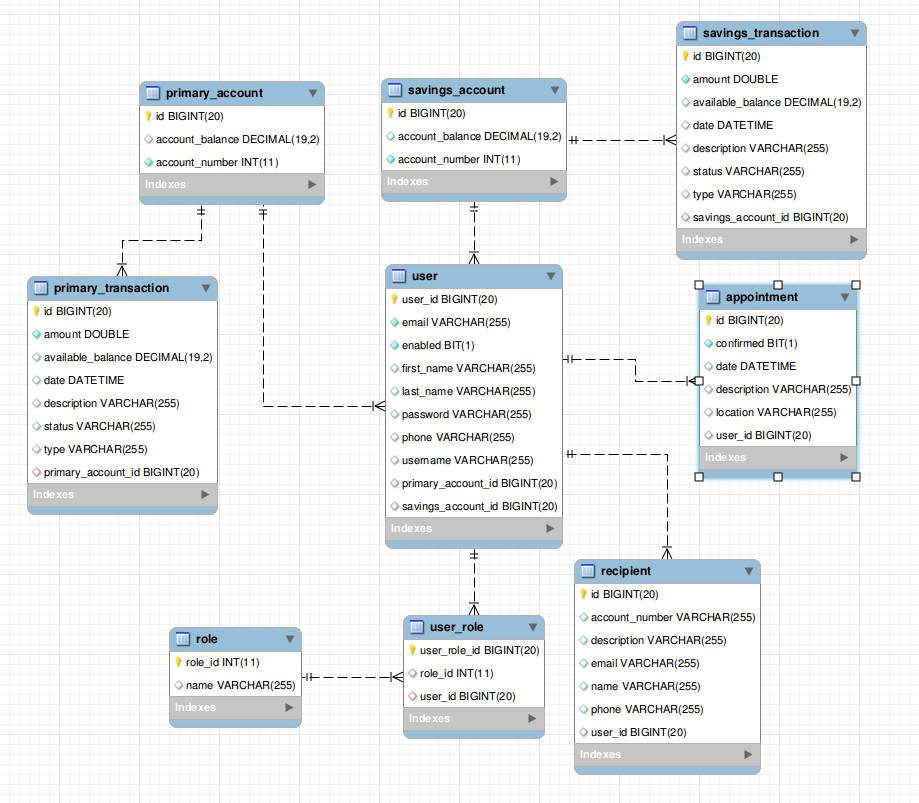 savings_transaction
id BIGINT(20)
amount DOUBLE
available_balance DECIMAL(19,2)
date DATETIME
description VARCHAR(255)
status VARCHAR(255)
type VARCHAR(255)
savings_account_id BIGINT(20)
Indexes
primary_account
id BIGINT(20)
account_balance DECIMAL(19,2)
account_number INT(11)
Indexes
savings_account
id BIGINT(20)
account_balance DECIMAL(19,2)
account_number INT(11)
Indexes
primary_transaction
id BIGINT(20)
amount DOUBLE
available_balance DECIMAL(19,2)
date DATETIME
description VARCHAR(255)
status VARCHAR(255)
type VARCHAR(255)
primary_account_id BIGINT(20)
Indexes
user
user_id BIGINT(20)
email VARCHAR(255)
enabled BIT(1)
first_name VARCHAR(255)
last_name VARCHAR(255)
password VARCHAR(255)
phone VARCHAR(255)
username VARCHAR(255)
primary_account_id BIGINT(20)
savings_account_id BIGINT(20)
Indexes
appointment
id BIGINT(20)
confirmed BIT(1)
date DATETIME
description VARCHAR(255)
location VARCHAR(255)
user_id BIGINT(20)
Indexes
role
role_id INT(11)
name VARCHAR(255)
Indexes
user_role
user_role_id BIGINT(20)
role_id INT(11)
user_id BIGINT(20)
Indexes
recipient
id BIGINT(20)
account_number VARCHAR(255)
description VARCHAR(255)
email VARCHAR(255)
name VARCHAR(255)
phone VARCHAR(255)
user_id BIGINT(20)
Indexes